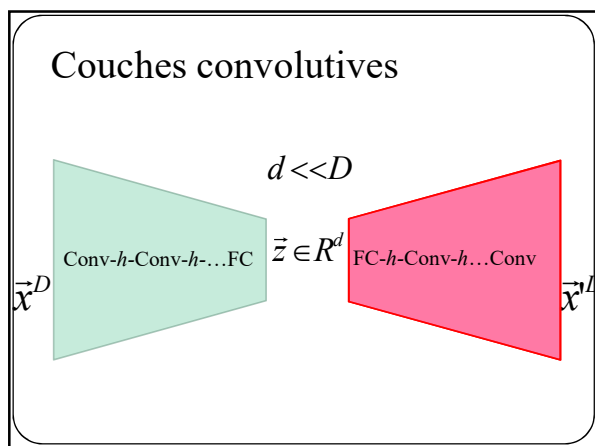 Couches convolutives
d <<D
Conv-h-Conv-h-…FC
z⃗ ∈ R^d
FC-h-Conv-h…Conv
x⃗^D
x⃗'